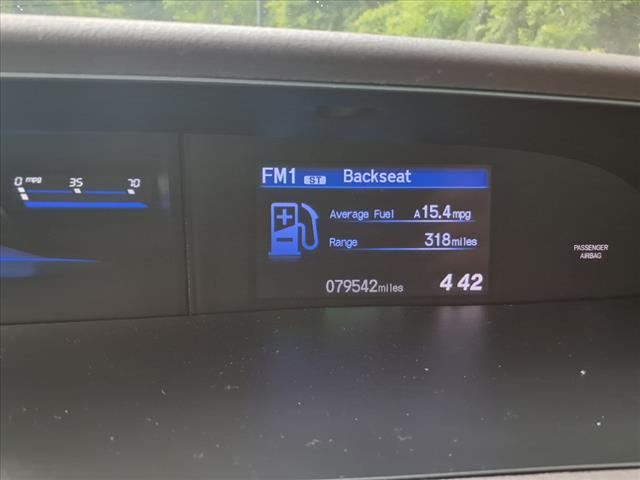 0 mpg 35 70
FM1 ST Backseat
Average Fuel A 15.4 mpg
Range 318 miles
079542 miles 4 42
PASSENGER
AIRBAG